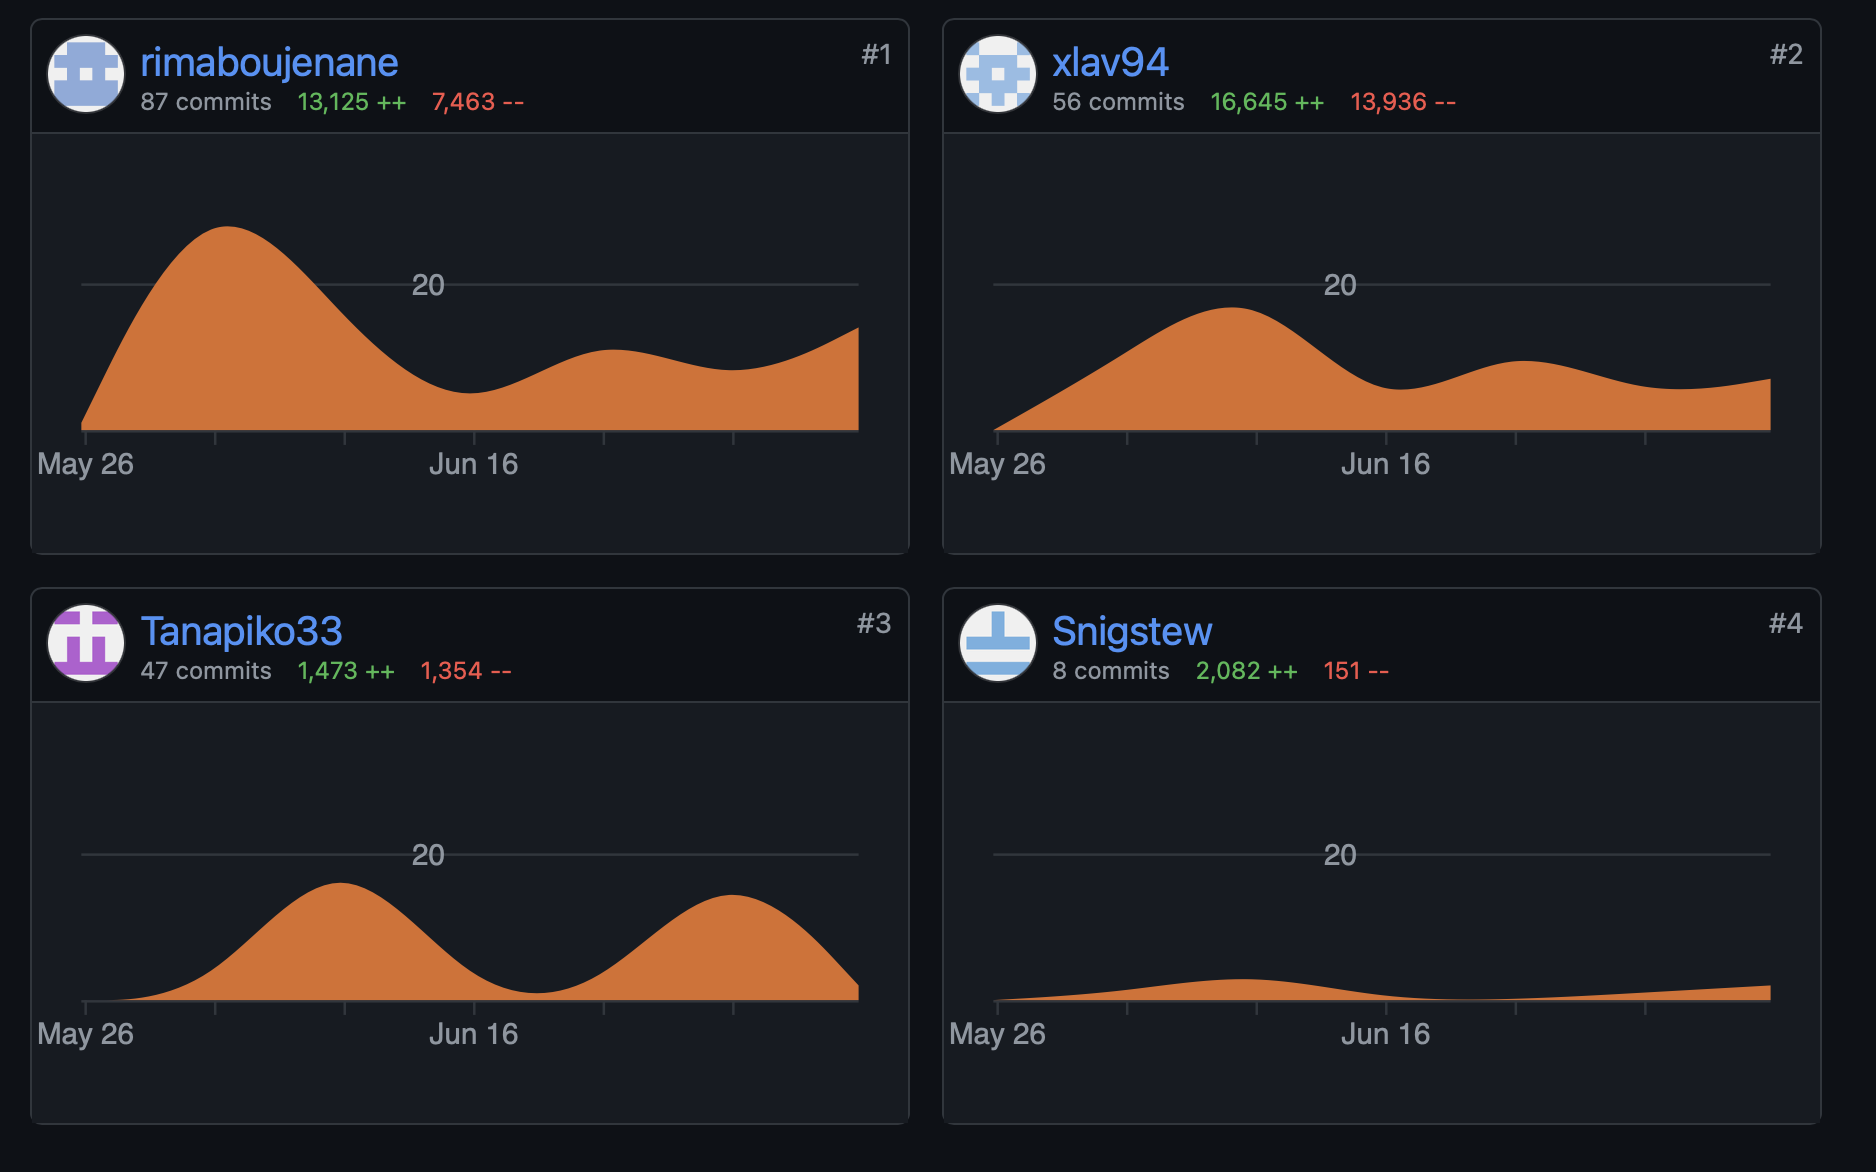 rimaboujenane #1
87 commits 13,125 ++ 7,463 --
20
May 26 Jun 16
xlav94 #2
56 commits 16,645 ++ 13,936 --
20
May 26 Jun 16
Tanapiko33 #3
47 commits 1,473 ++ 1,354 --
20
May 26 Jun 16
Snigstew #4
8 commits 2,082 ++ 151 --
20
May 26 Jun 16